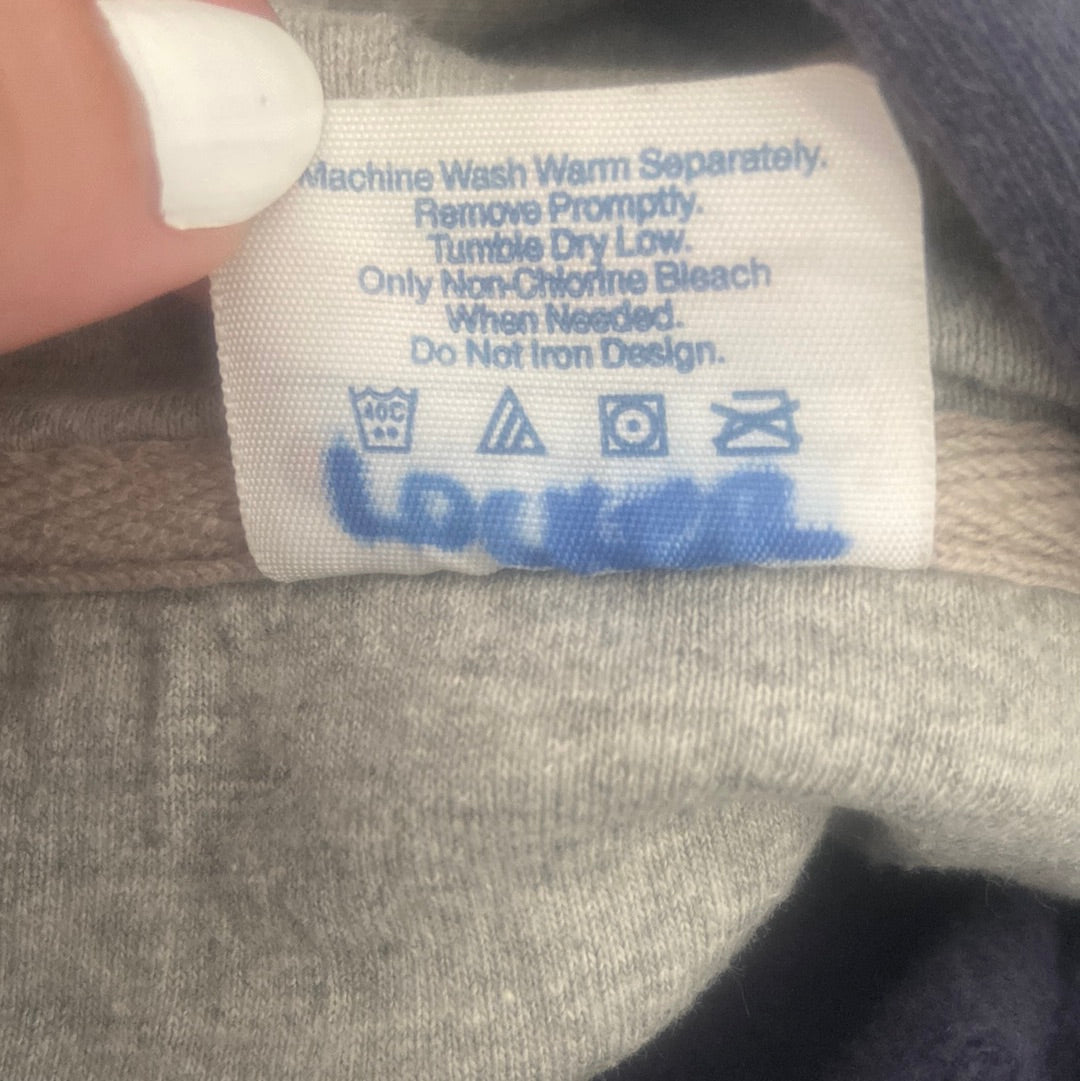 Machine Wash Warm Separately.
Remove Promptly.
Tumble Dry Low.
Only Non-Chlorine Bleach
When Needed.
Do Not Iron Design.
40C